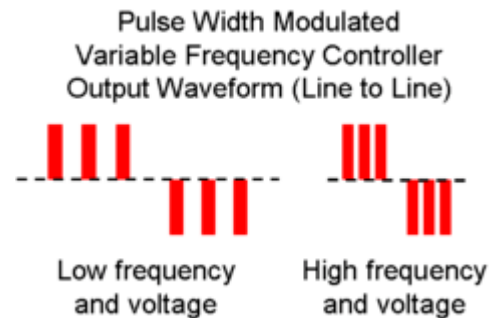 Pulse Width Modulated
Variable Frequency Controller
Output Waveform (Line to Line)
Low frequency
and voltage
High frequency
and voltage